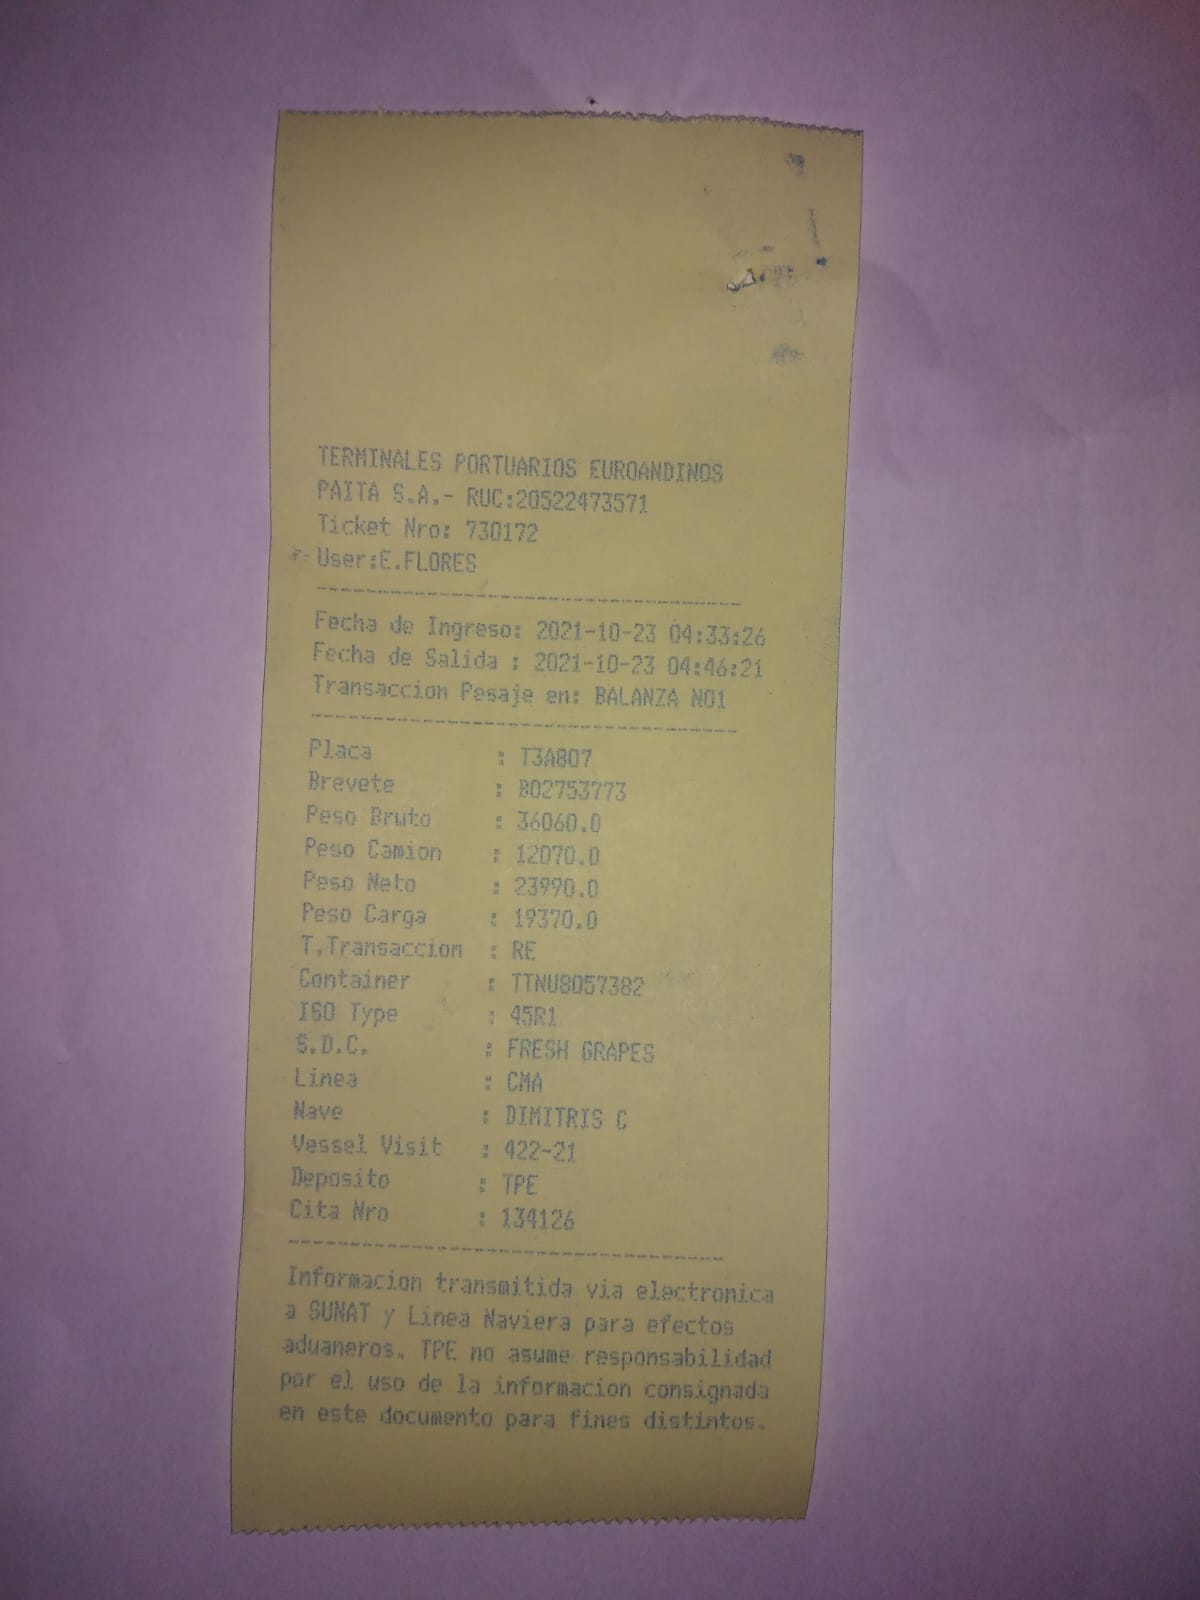 TERMINALES PORTUARIOS EUROANDINOS
PAITA S.A.- RUC:20522473571
Ticket Nro: 730172
User:E.FLORES
Fecha de Ingreso: 2021-10-23 04:33:26
Fecha de Salida : 2021-10-23 04:46:21
Transaccion Pesaje en: BALANZA NO1
Placa : T3A807
Brevete : B02753773
Peso Bruto : 36060.0
Peso Camion : 12070.0
Peso Neto : 23990.0
Peso Carga : 19370.0
T.Transaccion : RE
Container : TTNU8057382
ISO Type : 45R1
S.D.C. : FRESH GRAPES
Linea : CMA
Nave : DIMITRIS C
Vessel Visit : 422-21
Deposito : TPE
Cita Nro : 134126
Informacion transmitida via electronica
a SUNAT y Linea Naviera para efectos
aduaneros. TPE no asume responsabilidad
por el uso de la informacion consignada
en este documento para fines distintos.